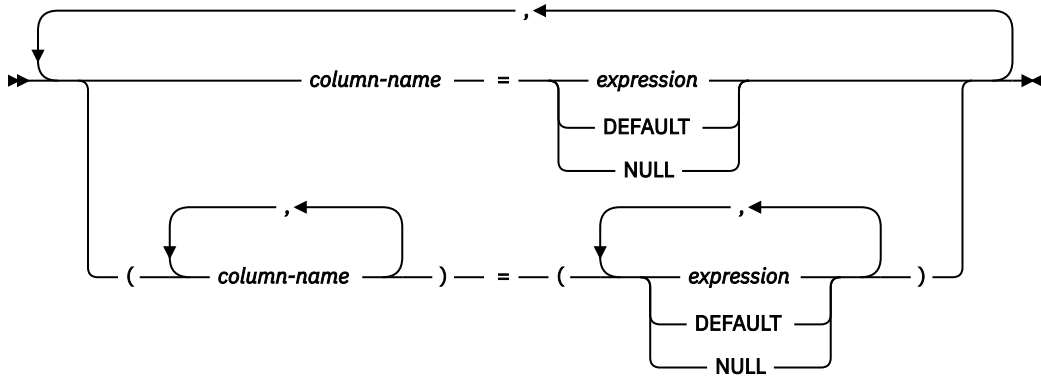 ,
column-name = expression
DEFAULT
NULL
, ,
( column-name ) = ( expression )
DEFAULT
NULL